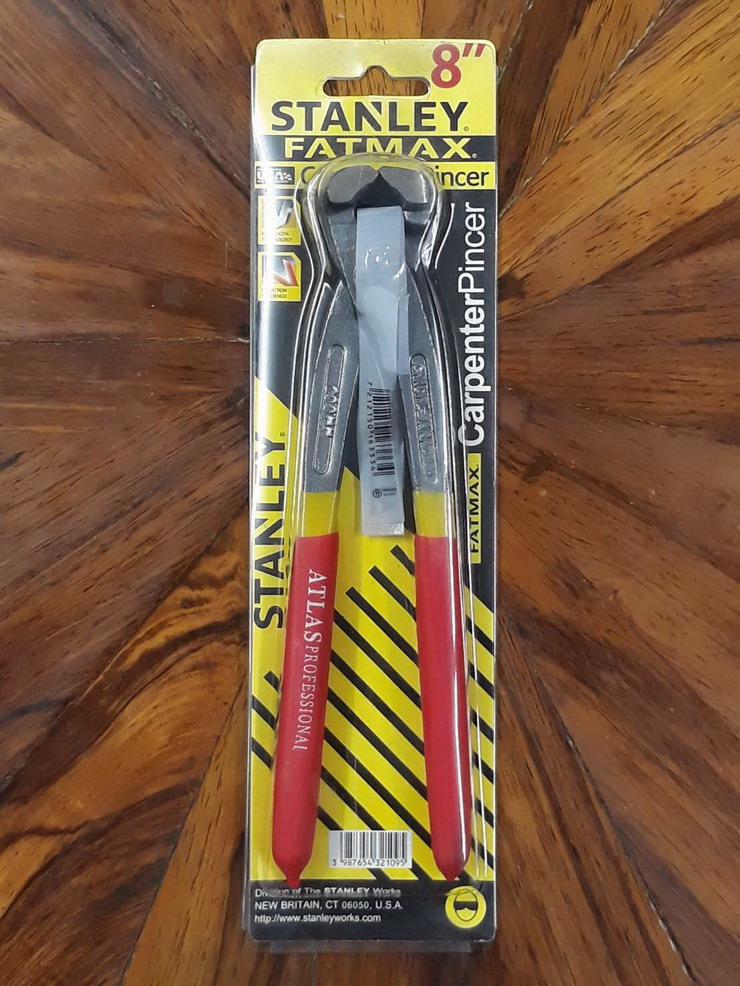 8"
STANLEY
FATMAX
incer
CarpenterPincer
FATMAX
STANLEY
ATLAS PROFESSIONAL
3 987654 321095
Division of The STANLEY Works
NEW BRITAIN, CT 06050, U.S.A.
http://www.stanleyworks.com